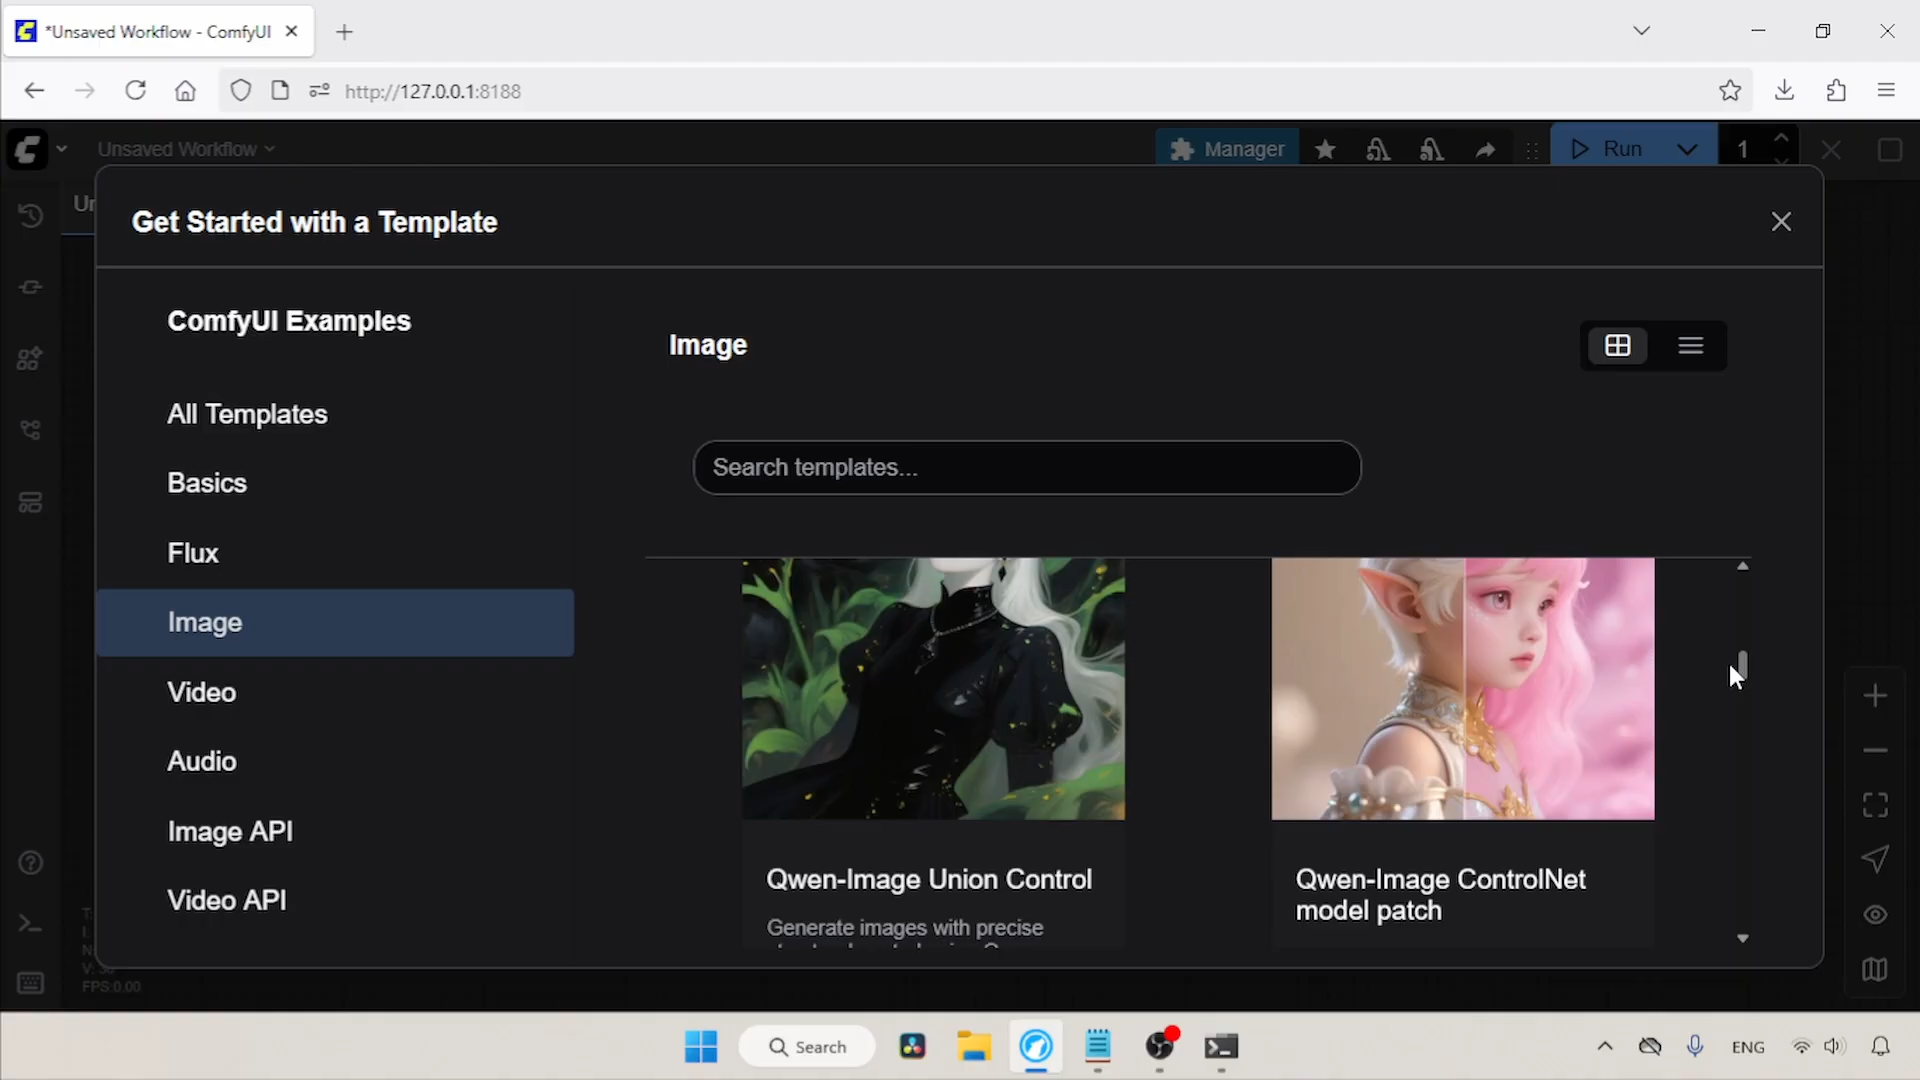 *Unsaved Workflow - ComfyUI
http://127.0.0.1:8188
Unsaved Workflow
Manager
Run
1
Get Started with a Template
ComfyUI Examples
All Templates
Basics
Flux
Image
Video
Audio
Image API
Video API
Image
Search templates...
Qwen-Image Union Control
Generate images with precise
Qwen-Image ControlNet
model patch
FPS:0.00
Search
ENG